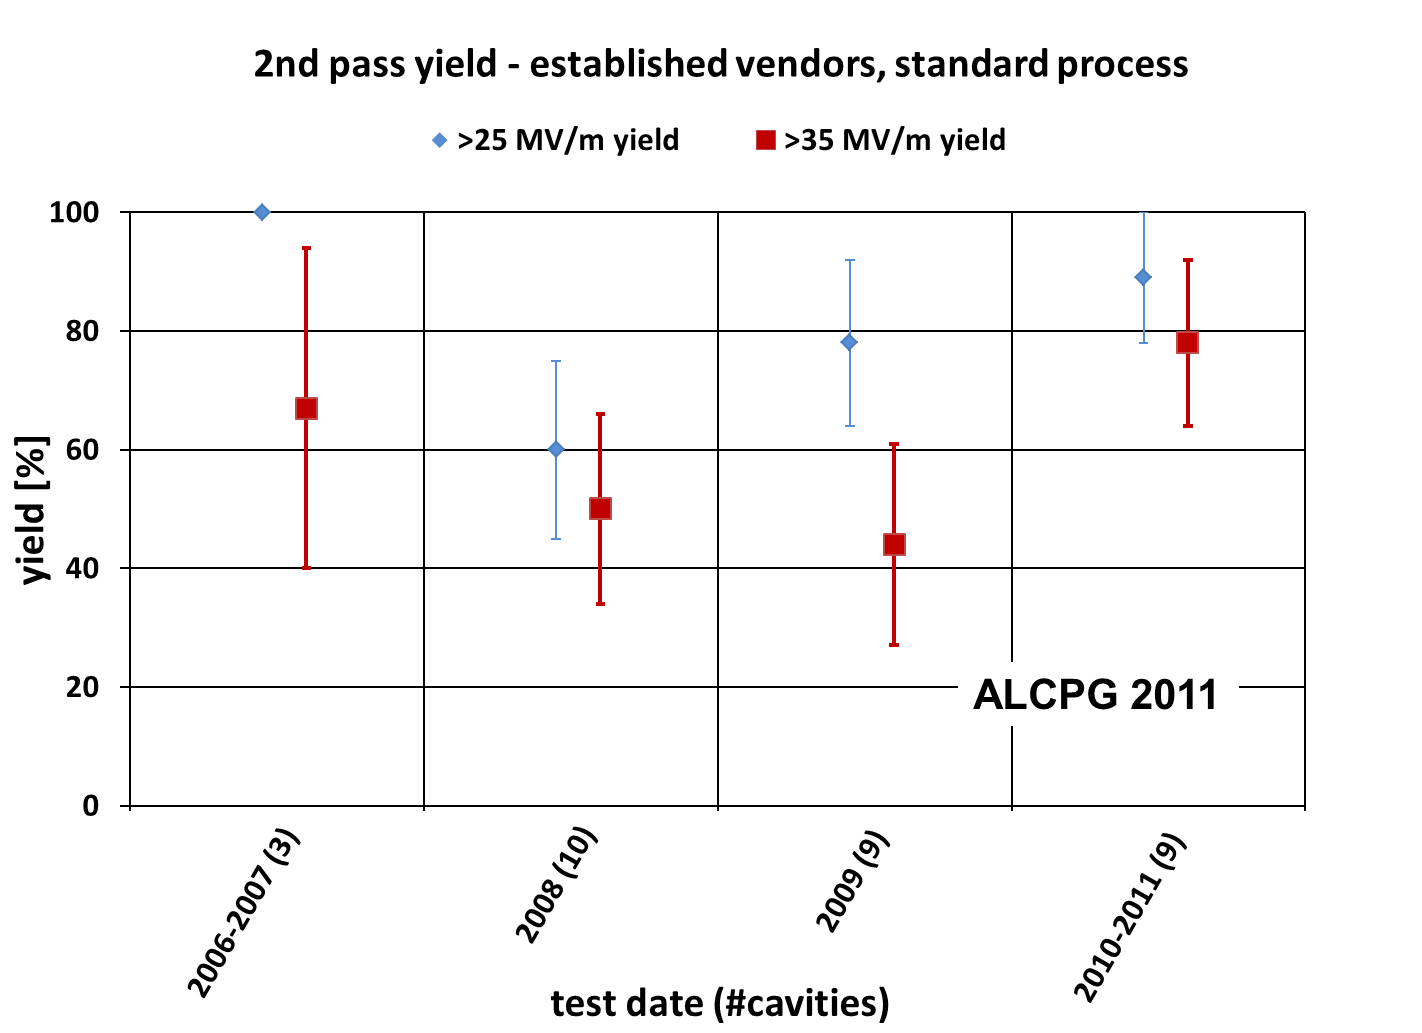 2nd pass yield - established vendors, standard process
>25 MV/m yield
>35 MV/m yield
100
80
60
40
20
0
yield [%]
ALCPG 2011
2006-2007 (3)
2008 (10)
2009 (9)
2010-2011 (9)
test date (#cavities)